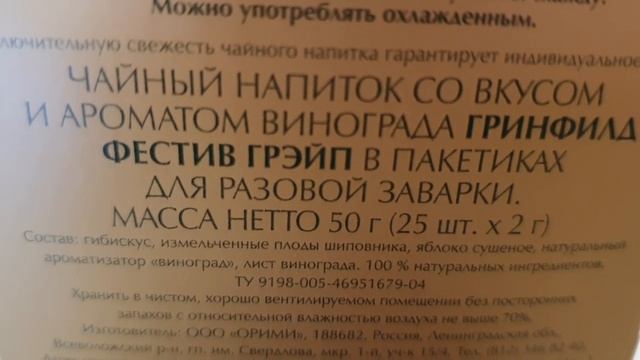 Можно употреблять охлажденным.
лючительную свежесть чайного напитка гарантирует индивидуальное
ЧАЙНЫЙ НАПИТОК СО ВКУСОМ
И АРОМАТОМ ВИНОГРАДА ГРИНФИЛД
ФЕСТИВ ГРЭЙП В ПАКЕТИКАХ
ДЛЯ РАЗОВОЙ ЗАВАРКИ.
МАССА НЕТТО 50 г (25 шт. х 2 г)
Состав: гибискус, измельченные плоды шиповника, яблоко сушеное, натуральный
ароматизатор «виноград», лист винограда. 100 % натуральных ингредиентов.
ТУ 9198-005-46951679-04
Хранить в чистом, хорошо вентилируемом помещении без посторонних
запахов с относительной влажностью воздуха не выше 70%.
Изготовитель: ООО «ОРИМИ», 188682, Россия, Ленинградская обл.,
Всеволожский р-н, гп. им. Свердлова, мкр. 1-й, уч-к 15/4.